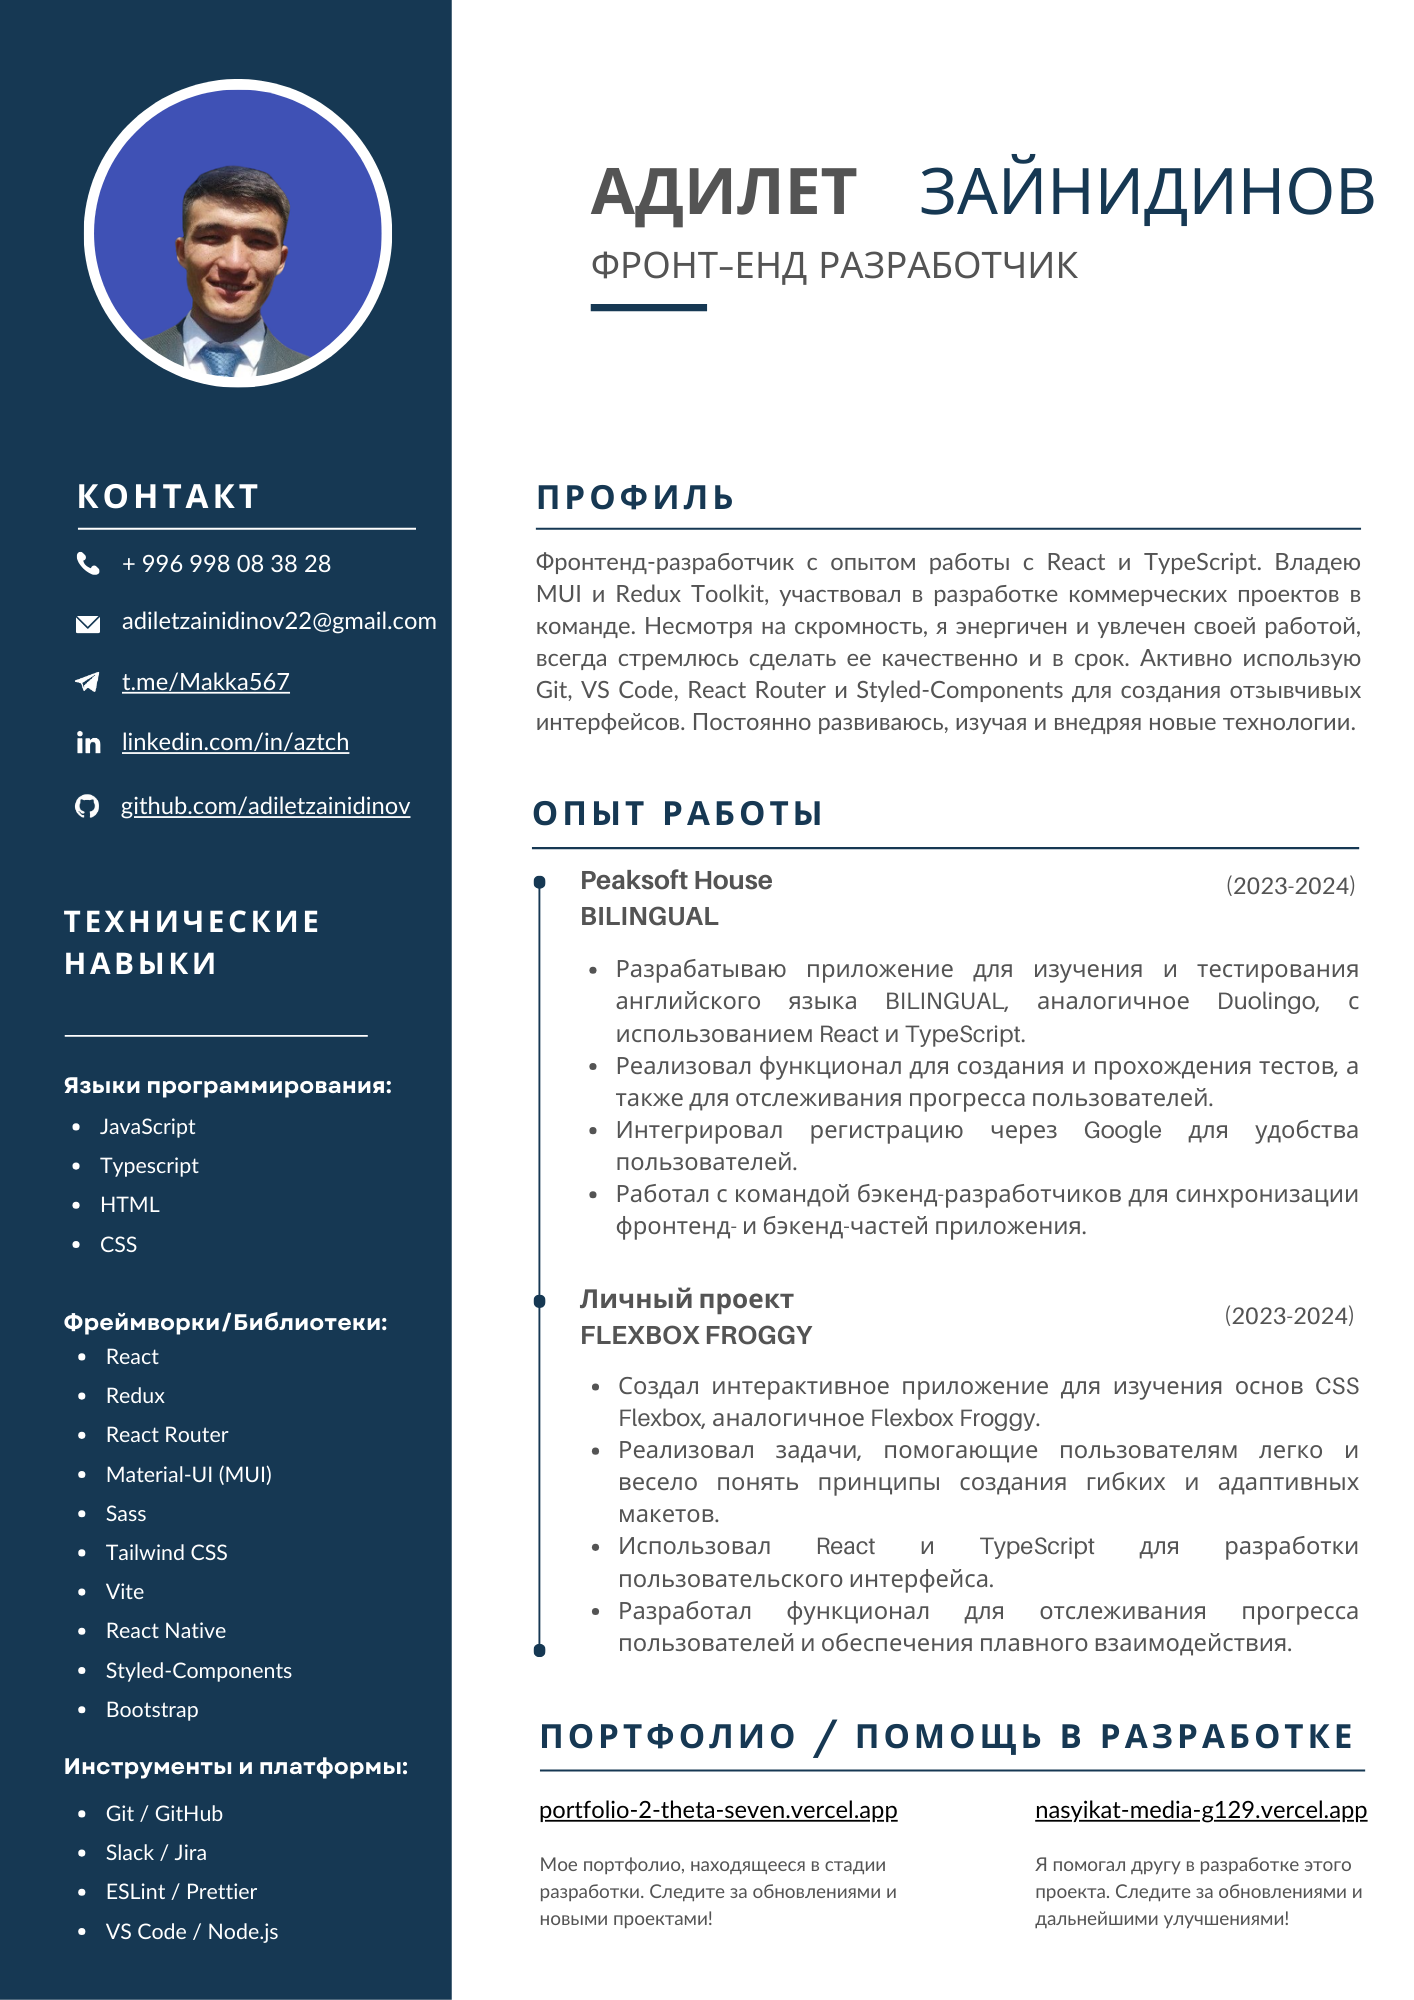 АДИЛЕТ ЗАЙНИДИНОВ
ФРОНТ-ЕНД РАЗРАБОТЧИК
КОНТАКТ
+ 996 998 08 38 28
adiletzainidinov22@gmail.com
t.me/Makka567
linkedin.com/in/aztch
github.com/adiletzainidinov
ТЕХНИЧЕСКИЕ
НАВЫКИ
Языки программирования:
• JavaScript
• Typescript
• HTML
• CSS
Фреймворки/Библиотеки:
• React
• Redux
• React Router
• Material-UI (MUI)
• Sass
• Tailwind CSS
• Vite
• React Native
• Styled-Components
• Bootstrap
Инструменты и платформы:
• Git / GitHub
• Slack / Jira
• ESLint / Prettier
• VS Code / Node.js
ПРОФИЛЬ
Фронтенд-разработчик с опытом работы с React и TypeScript. Владею
MUI и Redux Toolkit, участвовал в разработке коммерческих проектов в
команде. Несмотря на скромность, я энергичен и увлечен своей работой,
всегда стремлюсь сделать ее качественно и в срок. Активно использую
Git, VS Code, React Router и Styled-Components для создания отзывчивых
интерфейсов. Постоянно развиваюсь, изучая и внедряя новые технологии.
ОПЫТ РАБОТЫ
Peaksoft House (2023-2024)
BILINGUAL
• Разрабатываю приложение для изучения и тестирования
английского языка BILINGUAL, аналогичное Duolingo, с
использованием React и TypeScript.
• Реализовал функционал для создания и прохождения тестов, а
также для отслеживания прогресса пользователей.
• Интегрировал регистрацию через Google для удобства
пользователей.
• Работал с командой бэкенд-разработчиков для синхронизации
фронтенд- и бэкенд-частей приложения.
Личный проект (2023-2024)
FLEXBOX FROGGY
• Создал интерактивное приложение для изучения основ CSS
Flexbox, аналогичное Flexbox Froggy.
• Реализовал задачи, помогающие пользователям легко и
весело понять принципы создания гибких и адаптивных
макетов.
• Использовал React и TypeScript для разработки
пользовательского интерфейса.
• Разработал функционал для отслеживания прогресса
пользователей и обеспечения плавного взаимодействия.
ПОРТФОЛИО / ПОМОЩЬ В РАЗРАБОТКЕ
portfolio-2-theta-seven.vercel.app
Мое портфолио, находящееся в стадии
разработки. Следите за обновлениями и
новыми проектами!
nasyikat-media-g129.vercel.app
Я помогал другу в разработке этого
проекта. Следите за обновлениями и
дальнейшими улучшениями!